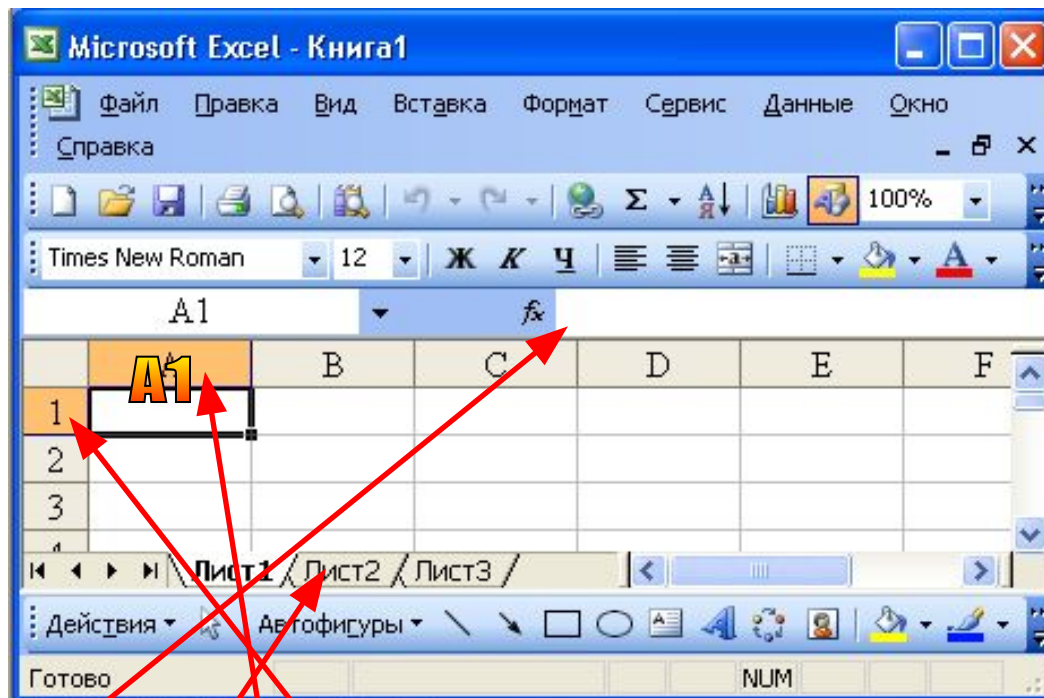 Microsoft Excel - Книга1
Файл Правка Вид Вставка Формат Сервис Данные Окно
Справка
Σ А Я 100%
Times New Roman 12 Ж К Ч a A
A1 fx
A1 B C D E F
1
2
3
Лист1 Лист2 Лист3
Действия Автофигуры A A
Готово NUM